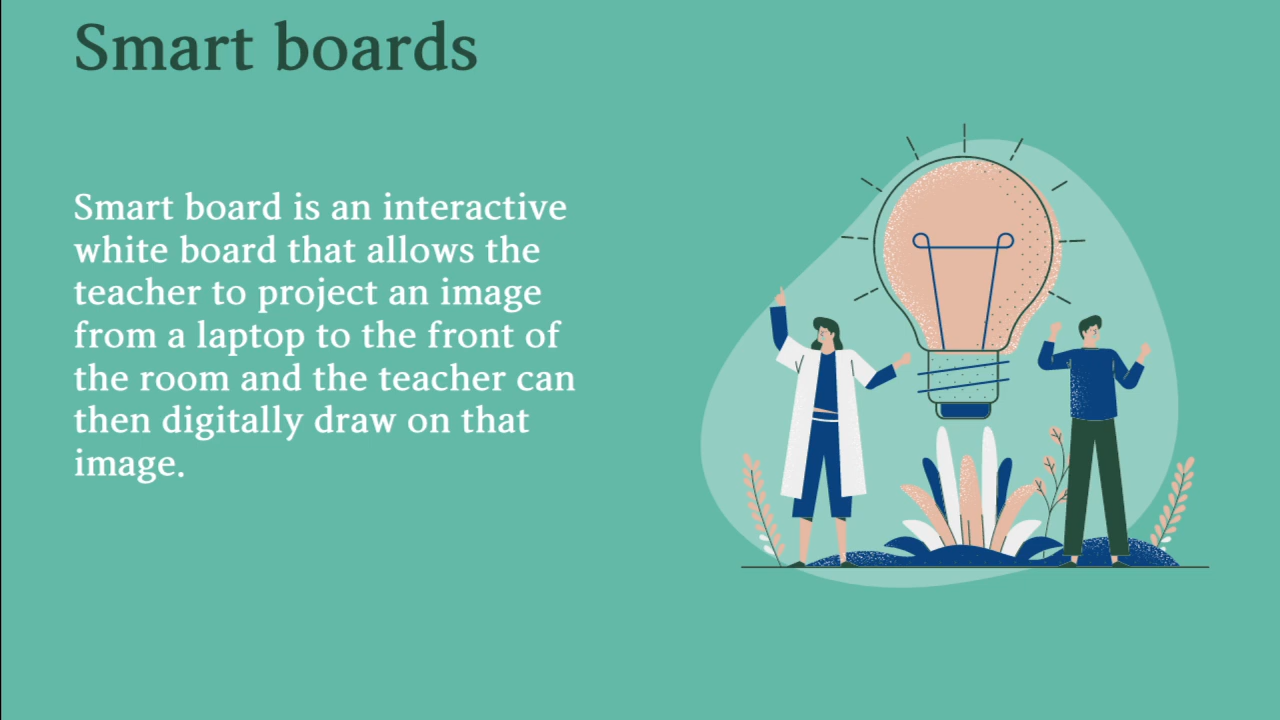 Smart boards
Smart board is an interactive
white board that allows the
teacher to project an image
from a laptop to the front of
the room and the teacher can
then digitally draw on that
image.